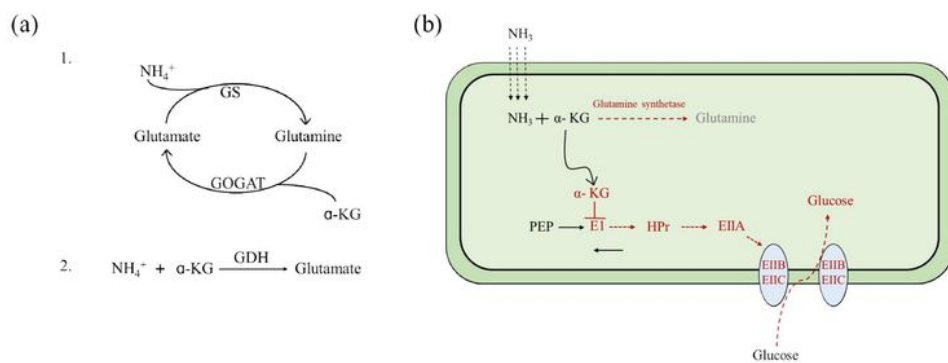 (a)
1.
NH₄⁺
GS
Glutamate
Glutamine
GOGAT
α-KG
2.
NH₄⁺ + α-KG GDH Glutamate
(b)
NH₃
NH₃ + α- KG Glutamine synthetase Glutamine
α- KG
Glucose
PEP E1 HPr EIIA
EIIB EIIB
EIIC EIIC
Glucose